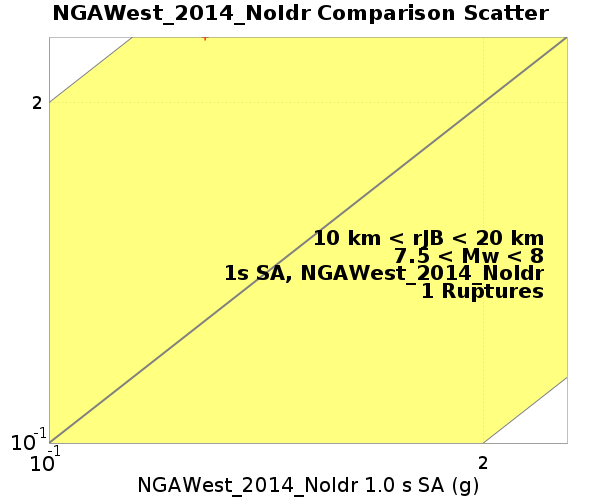 NGAWest_2014_NoIdr Comparison Scatter
2
10 km < rJB < 20 km
7.5 < Mw < 8
1s SA, NGAWest_2014_NoIdr
1 Ruptures
10-1
10-1
2
NGAWest_2014_NoIdr 1.0 s SA (g)